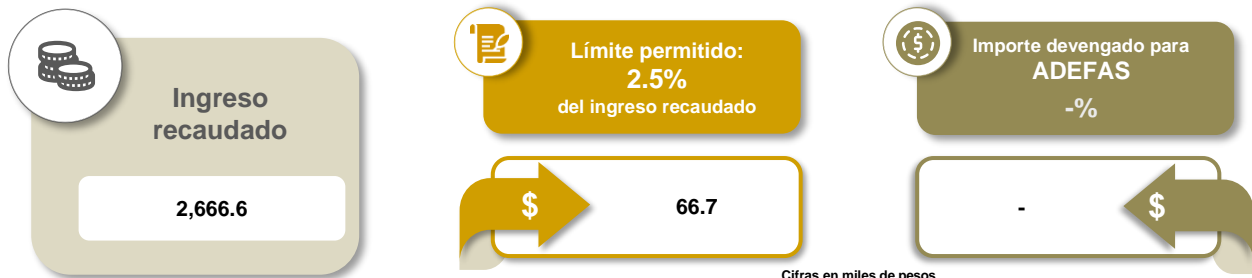 Ingreso
recaudado
2,666.6
Límite permitido:
2.5%
del ingreso recaudado
$
66.7
Importe devengado para
ADEFAS
-%
-
$
Cifras en miles de pesos